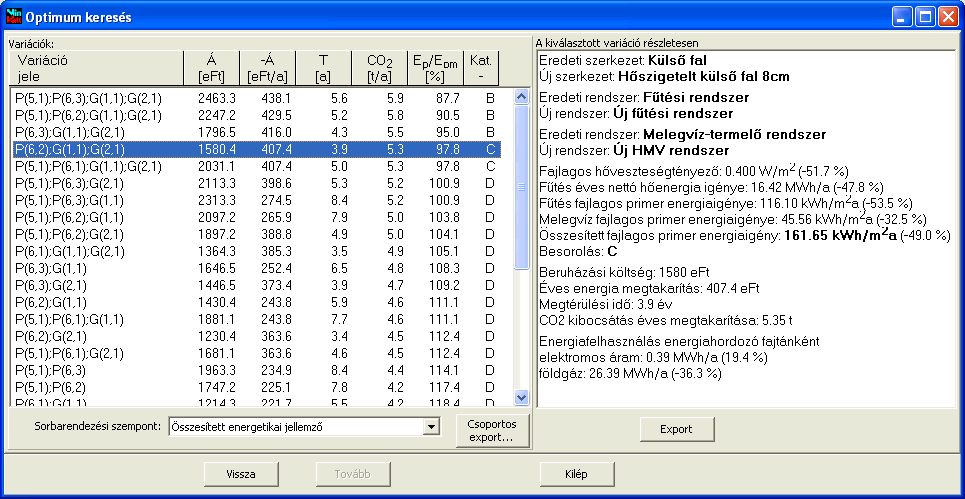 Optimum keresés
Variációk:
Variáció jele Á [eFt] -Á [eFt/a] T [a] CO2 [t/a] Ep/Epm [%] Kat. -
P(5,1);P(6,3);G(1,1);G(2,1) 2463.3 438.1 5.6 5.9 87.7 B
P(5,1);P(6,2);G(1,1);G(2,1) 2247.2 429.5 5.2 5.8 90.5 B
P(6,3);G(1,1);G(2,1) 1796.5 416.0 4.3 5.5 95.0 B
P(6,2);G(1,1);G(2,1) 1580.4 407.4 3.9 5.3 97.8 C
P(5,1);P(6,1);G(1,1);G(2,1) 2031.1 407.4 5.0 5.3 97.8 C
P(5,1);P(6,3);G(2,1) 2113.3 398.6 5.3 5.2 100.9 D
P(5,1);P(6,3);G(1,1) 2313.3 274.5 8.4 5.2 100.9 D
P(5,1);P(6,2);G(1,1) 2097.2 265.9 7.9 5.0 103.8 D
P(5,1);P(6,2);G(2,1) 1897.2 388.8 4.9 5.0 104.1 D
P(6,1);G(1,1);G(2,1) 1364.3 385.3 3.5 4.9 105.1 D
P(6,3);G(1,1) 1646.5 252.4 6.5 4.8 108.3 D
P(6,3);G(2,1) 1446.5 373.4 3.9 4.7 109.2 D
P(6,2);G(1,1) 1430.4 243.8 5.9 4.6 111.1 D
P(5,1);P(6,1);G(1,1) 1881.1 243.8 7.7 4.6 111.1 D
P(6,2);G(2,1) 1230.4 363.6 3.4 4.5 112.4 D
P(5,1);P(6,1);G(2,1) 1681.1 363.6 4.6 4.5 112.4 D
P(5,1);P(6,3) 1963.3 234.9 8.4 4.4 114.1 D
P(5,1);P(6,2) 1747.2 225.1 7.8 4.2 117.4 D
P(6,1);G(1,1) 1214.3 221.7 5.5 4.2 118.4 D
Sorbarendezési szempont: Összesített energetikai jellemző
Csoportos
export...
A kiválasztott variáció részletesen
Eredeti szerkezet: Külső fal
Új szerkezet: Hőszigetelt külső fal 8cm
Eredeti rendszer: Fűtési rendszer
Új rendszer: Új fűtési rendszer
Eredeti rendszer: Melegvíz-termelő rendszer
Új rendszer: Új HMV rendszer
Fajlagos hőveszteségtényező: 0.400 W/m2 (-51.7 %)
Fűtés éves nettó hőenergia igénye: 16.42 MWh/a (-47.8 %)
Fűtés fajlagos primer energiaigénye: 116.10 kWh/m2a (-53.5 %)
Melegvíz fajlagos primer energiaigénye: 45.56 kWh/m2a (-32.5 %)
Összesített fajlagos primer energiaigény: 161.65 kWh/m2a (-49.0 %)
Besorolás: C
Beruházási költség: 1580 eFt
Éves energia megtakarítás: 407.4 eFt
Megtérülési idő: 3.9 év
CO2 kibocsátás éves megtakarítása: 5.35 t
Energiafelhasználás energiahordozó fajtánként
elektromos áram: 0.39 MWh/a (19.4 %)
földgáz: 26.39 MWh/a (-36.3 %)
Export
Vissza
Tovább
Kilép